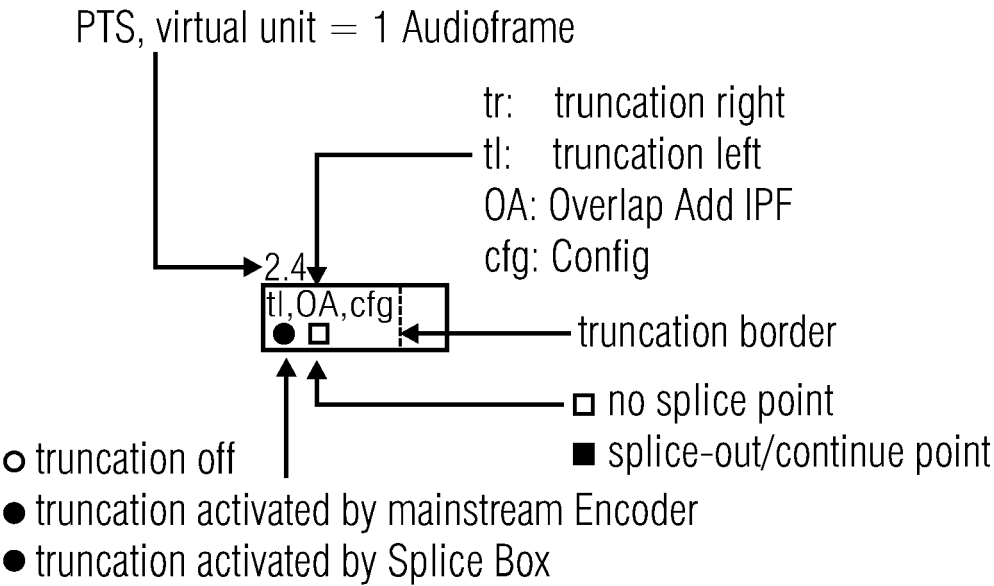 PTS, virtual unit = 1 Audioframe
tr: truncation right
tl: truncation left
OA: Overlap Add IPF
cfg: Config
2.4
tl,OA,cfg
truncation border
no splice point
splice-out/continue point
truncation off
truncation activated by mainstream Encoder
truncation activated by Splice Box